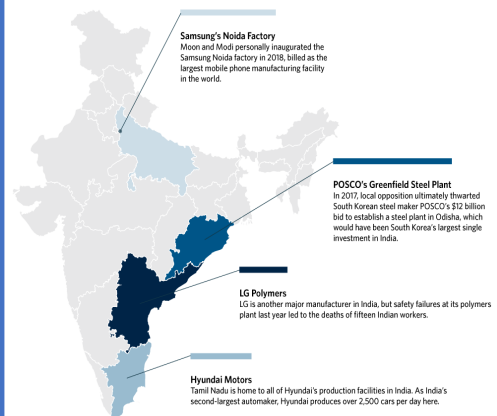 Samsung's Noida Factory
Moon and Modi personally inaugurated the
Samsung Noida factory in 2018, billed as the
largest mobile phone manufacturing facility
in the world.
POSCO's Greenfield Steel Plant
In 2017, local opposition ultimately thwarted
South Korean steel maker POSCO's $12 billion
bid to establish a steel plant in Odisha, which
would have been South Korea's largest single
investment in India.
LG Polymers
LG is another major manufacturer in India, but safety failures at its polymers
plant last year led to the deaths of fifteen Indian workers.
Hyundai Motors
Tamil Nadu is home to all of Hyundai's production facilities in India. As India's
second-largest automaker, Hyundai produces over 2,500 cars per day here.